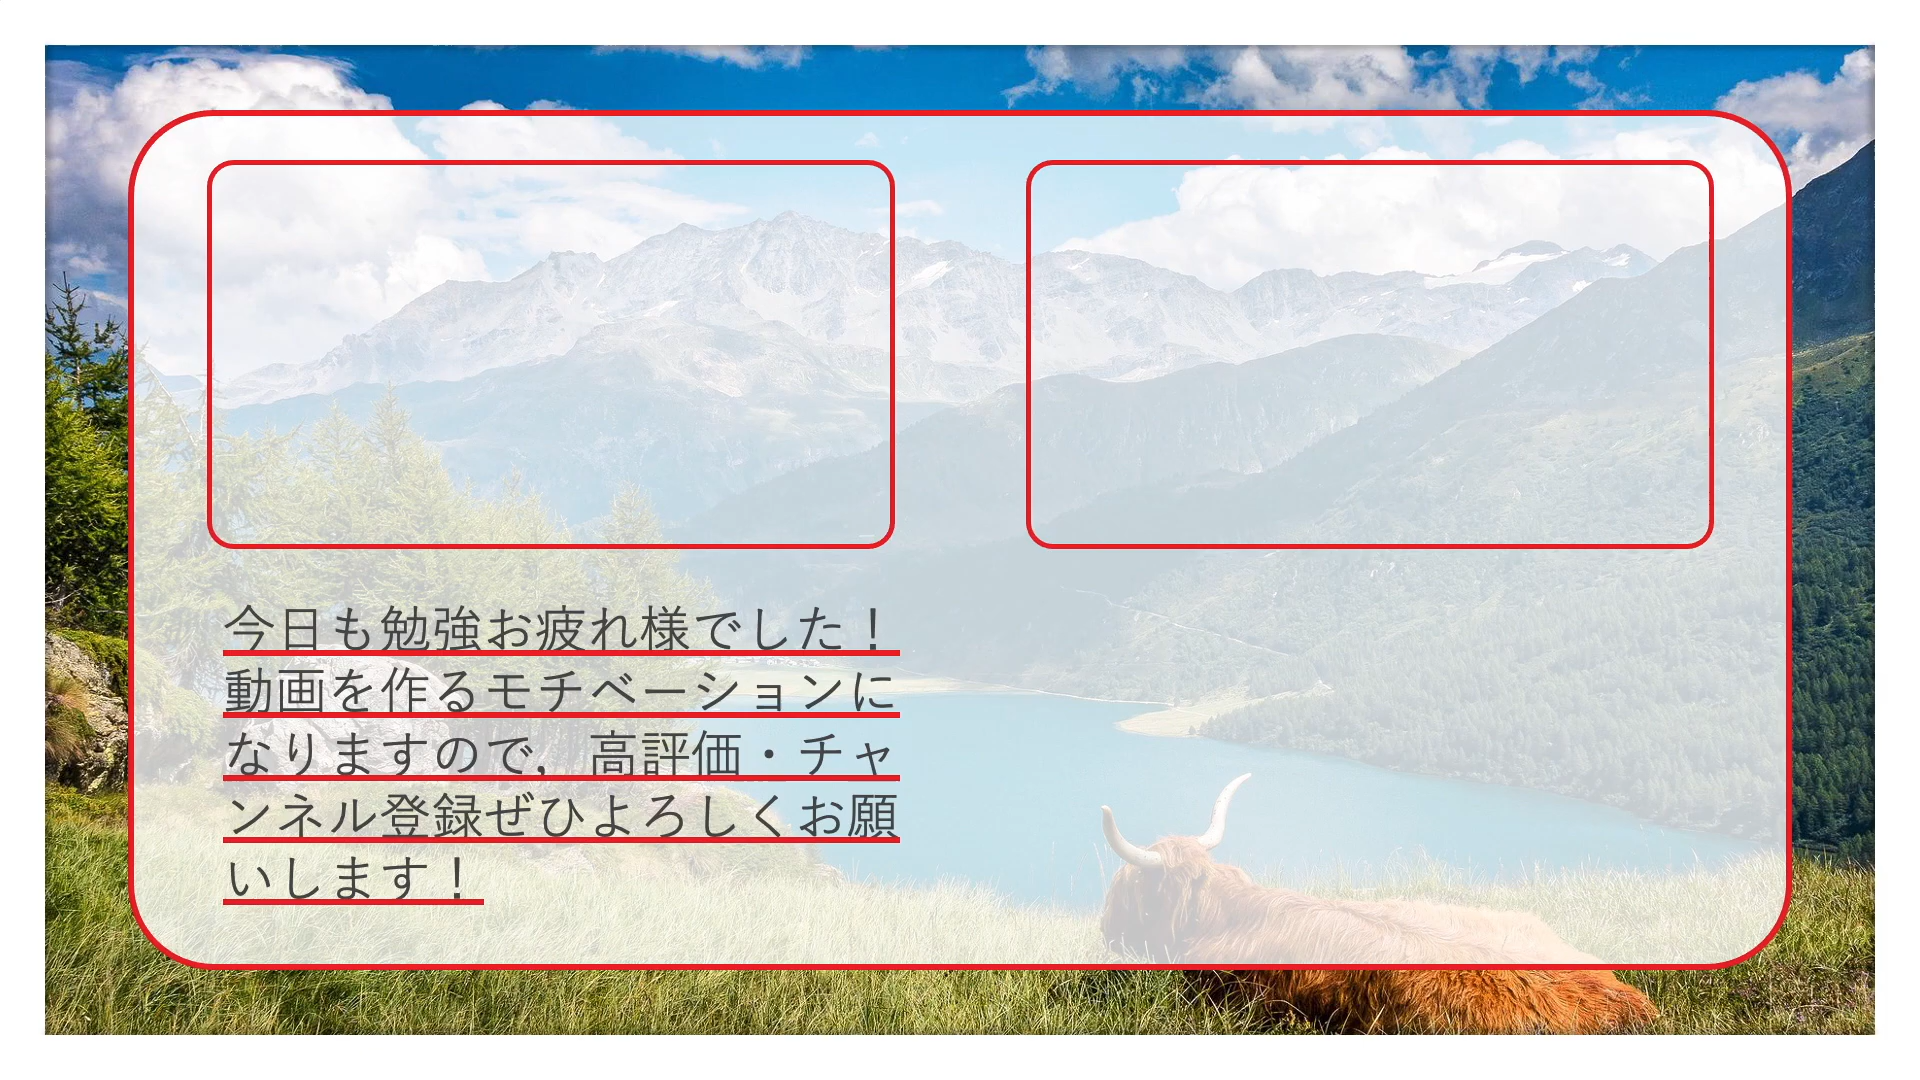 今日も勉強お疲れ様でした！
動画を作るモチベーションに
なりますので，高評価・チャ
ンネル登録ぜひよろしくお願
いします！